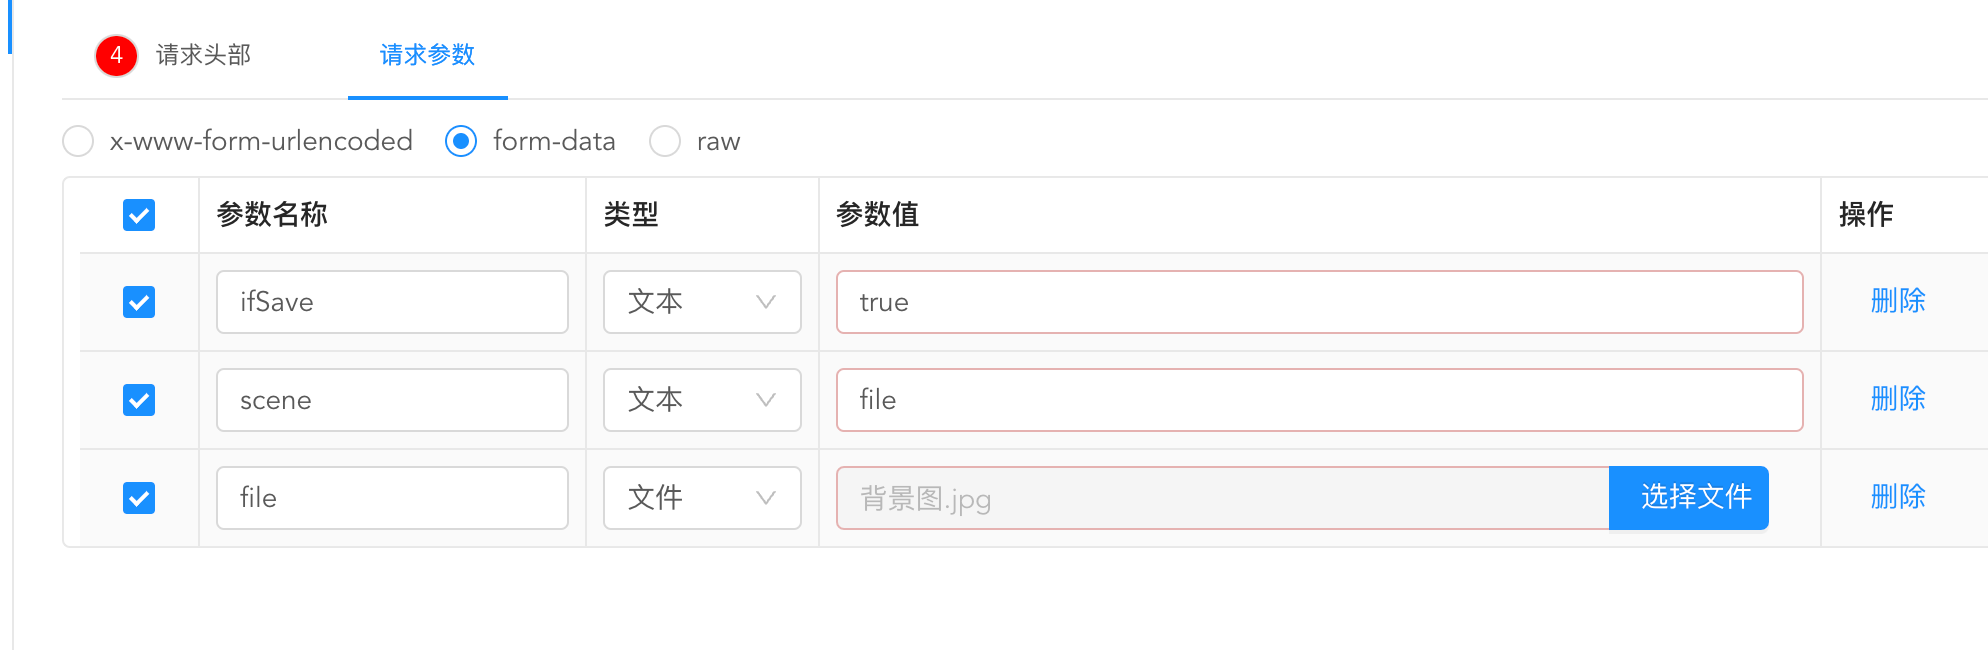 4 请求头部 请求参数
x-www-form-urlencoded form-data raw
参数名称 类型 参数值 操作
ifSave 文本 true 删除
scene 文本 file 删除
file 文件 背景图.jpg 选择文件 删除